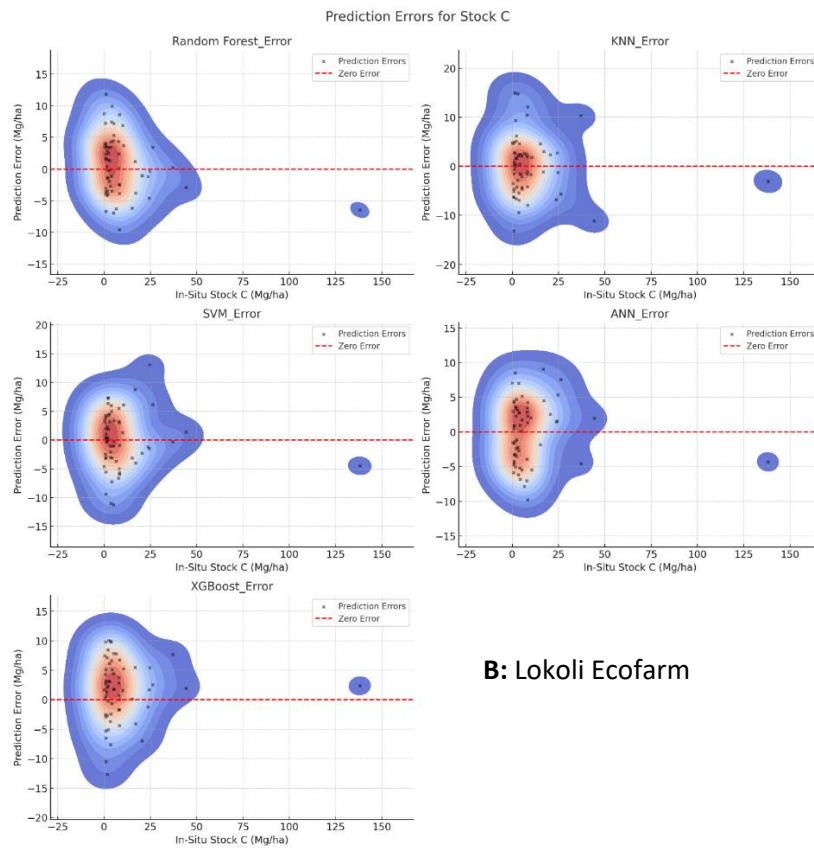 Prediction Errors for Stock C
Random Forest_Error
Prediction Errors
Zero Error
Prediction Error (Mg/ha)
15
10
5
0
−5
−10
−15
−25 0 25 50 75 100 125 150
In-Situ Stock C (Mg/ha)
KNN_Error
Prediction Errors
Zero Error
Prediction Error (Mg/ha)
20
10
0
−10
−20
−25 0 25 50 75 100 125 150
In-Situ Stock C (Mg/ha)
SVM_Error
Prediction Errors
Zero Error
Prediction Error (Mg/ha)
20
15
10
5
0
−5
−10
−15
−25 0 25 50 75 100 125 150
In-Situ Stock C (Mg/ha)
ANN_Error
Prediction Errors
Zero Error
Prediction Error (Mg/ha)
15
10
5
0
−5
−10
−15
−25 0 25 50 75 100 125 150
In-Situ Stock C (Mg/ha)
XGBoost_Error
Prediction Errors
Zero Error
Prediction Error (Mg/ha)
15
10
5
0
−5
−10
−15
−20
−25 0 25 50 75 100 125 150
In-Situ Stock C (Mg/ha)
B: Lokoli Ecofarm